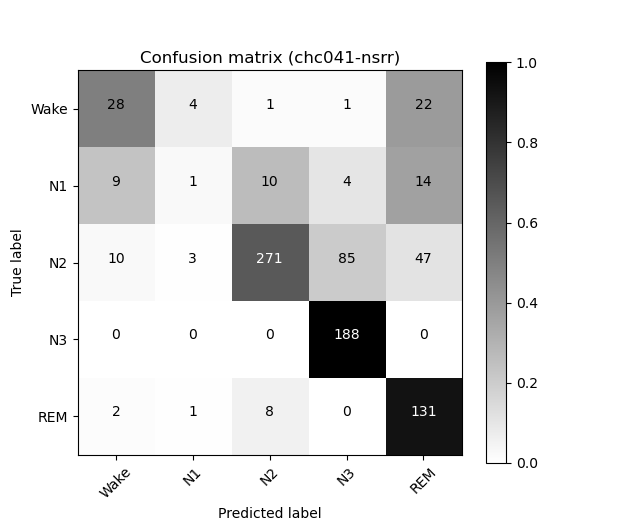 Confusion matrix (chc041-nsrr)
True label
Wake 28 4 1 1 22
N1 9 1 10 4 14
N2 10 3 271 85 47
N3 0 0 0 188 0
REM 2 1 8 0 131
Wake N1 N2 N3 REM
Predicted label
1.0
0.8
0.6
0.4
0.2
0.0